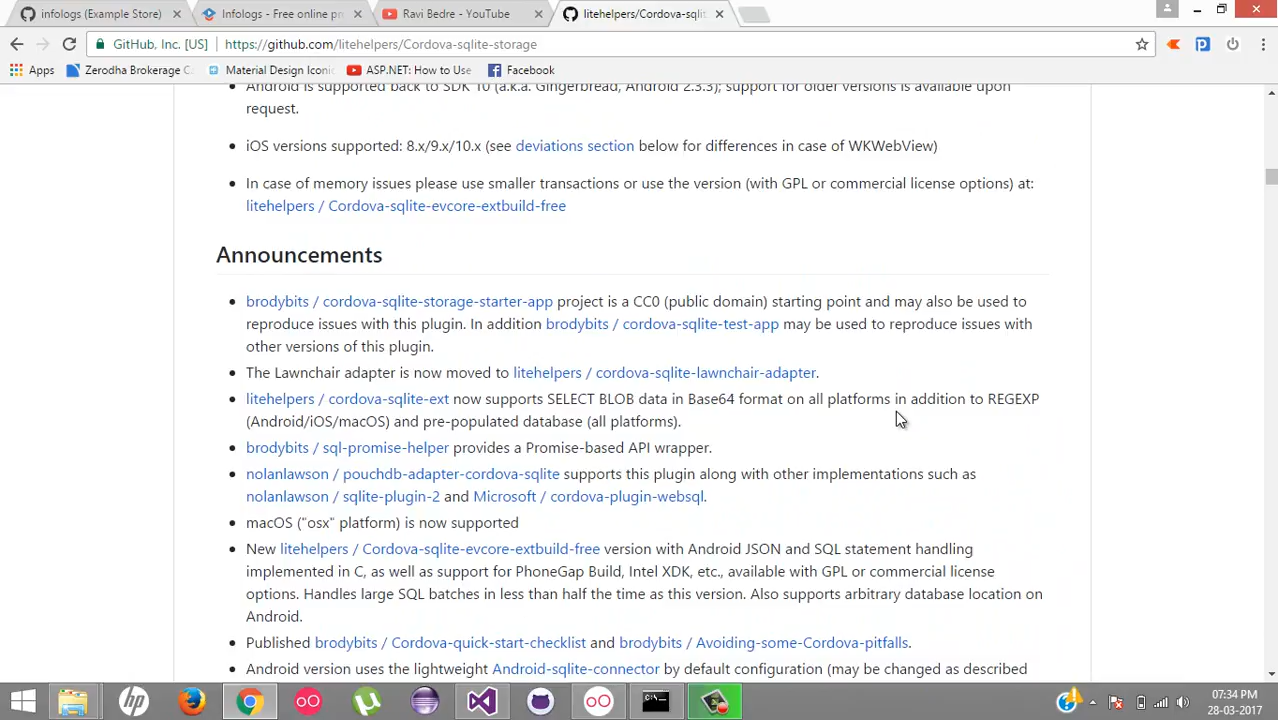 infologs (Example Store)
Infologs - Free online pr
Ravi Bedre - YouTube
litehelpers/Cordova-sqlit
GitHub, Inc. [US]
https://github.com/litehelpers/Cordova-sqlite-storage
Apps
Zerodha Brokerage C
Material Design Iconic
ASP.NET: How to Use
Facebook
Android is supported back to SDK 10 (a.k.a. Gingerbread, Android 2.3.3); support for older versions is available upon
request.
iOS versions supported: 8.x/9.x/10.x (see deviations section below for differences in case of WKWebView)
In case of memory issues please use smaller transactions or use the version (with GPL or commercial license options) at:
litehelpers / Cordova-sqlite-evcore-extbuild-free
Announcements
brodybits / cordova-sqlite-storage-starter-app project is a CC0 (public domain) starting point and may also be used to
reproduce issues with this plugin. In addition brodybits / cordova-sqlite-test-app may be used to reproduce issues with
other versions of this plugin.
The Lawnchair adapter is now moved to litehelpers / cordova-sqlite-lawnchair-adapter.
litehelpers / cordova-sqlite-ext now supports SELECT BLOB data in Base64 format on all platforms in addition to REGEXP
(Android/iOS/macOS) and pre-populated database (all platforms).
brodybits / sql-promise-helper provides a Promise-based API wrapper.
nolanlawson / pouchdb-adapter-cordova-sqlite supports this plugin along with other implementations such as
nolanlawson / sqlite-plugin-2 and Microsoft / cordova-plugin-websql.
macOS ("osx" platform) is now supported
New litehelpers / Cordova-sqlite-evcore-extbuild-free version with Android JSON and SQL statement handling
implemented in C, as well as support for PhoneGap Build, Intel XDK, etc., available with GPL or commercial license
options. Handles large SQL batches in less than half the time as this version. Also supports arbitrary database location on
Android.
Published brodybits / Cordova-quick-start-checklist and brodybits / Avoiding-some-Cordova-pitfalls.
Android version uses the lightweight Android-sqlite-connector by default configuration (may be changed as described
07:34 PM
28-03-2017